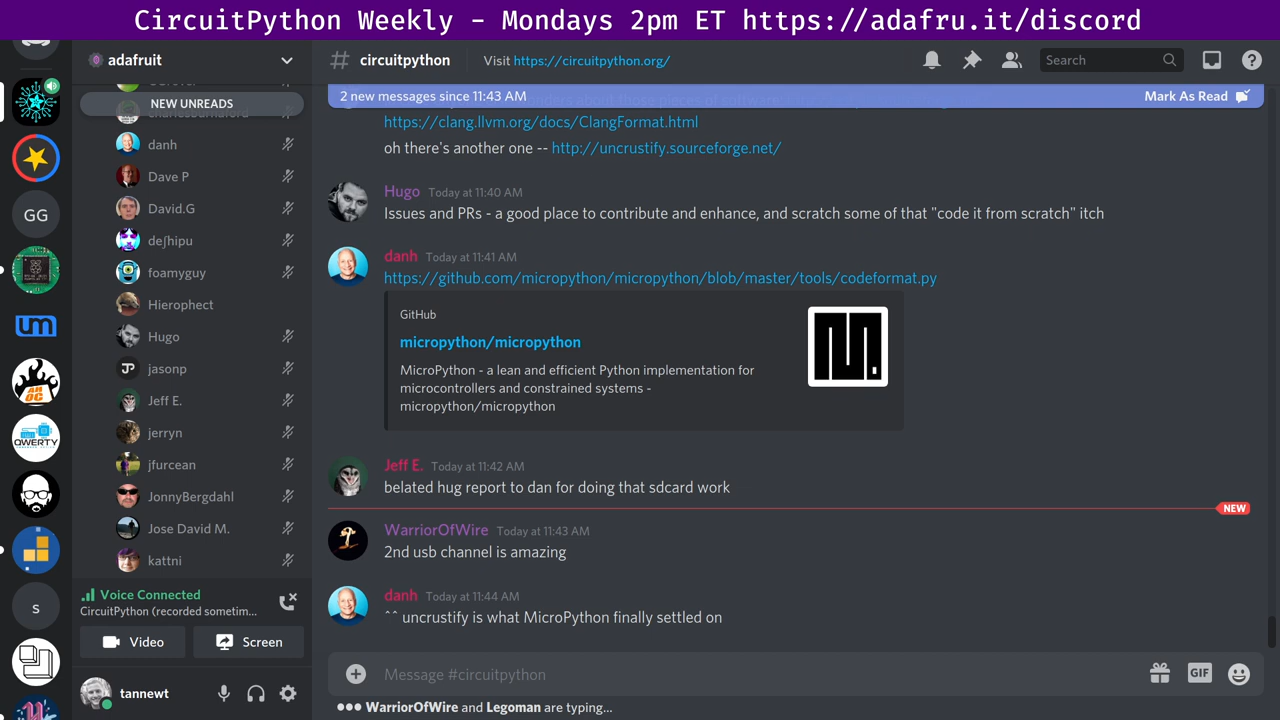 CircuitPython Weekly - Mondays 2pm ET https://adafru.it/discord
adafruit
# circuitpython
Visit https://circuitpython.org/
Search
NEW UNREADS
2 new messages since 11:43 AM
Mark As Read
https://clang.llvm.org/docs/ClangFormat.html
oh there's another one -- http://uncrustify.sourceforge.net/
danh
Dave P
David.G
deʃhipu
foamyguy
Hierophect
Hugo
jasonp
Jeff E.
jerryn
jfurcean
JonnyBergdahl
Jose David M.
kattni
GG
um
AHOC
QWERTY
JP
s
Hugo Today at 11:40 AM
Issues and PRs - a good place to contribute and enhance, and scratch some of that "code it from scratch" itch
danh Today at 11:41 AM
https://github.com/micropython/micropython/blob/master/tools/codeformat.py
GitHub
micropython/micropython
MicroPython - a lean and efficient Python implementation for
microcontrollers and constrained systems -
micropython/micropython
Jeff E. Today at 11:42 AM
belated hug report to dan for doing that sdcard work
NEW
WarriorOfWire Today at 11:43 AM
2nd usb channel is amazing
danh Today at 11:44 AM
^^ uncrustify is what MicroPython finally settled on
Voice Connected
CircuitPython (recorded sometim...
Video
Screen
tannewt
Message #circuitpython
GIF
WarriorOfWire and Legoman are typing...